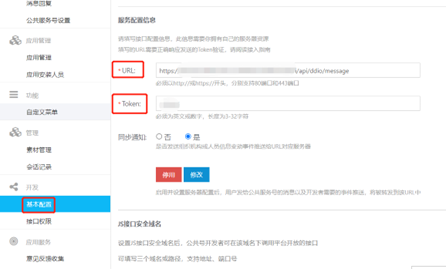 消息回复
公共服务号设置
应用管理
应用管理
应用安装人员
功能
自定义菜单
管理
素材管理
会话记录
开发
基本配置
接口权限
应用服务
意见反馈收集
服务配置信息
请填写接口配置信息，此信息需要你拥有自己的服务器资源
填写的URL需要正确响应发送的Token验证，请阅读接入指南
*URL:
https:/ /api/ddio/message
必须以http://或https://开头，分别支持80端口和443端口
*Token:
必须为英文或数字，长度为3-32字符
同步通知:
否 是
停用 修改
JS接口安全域名
设置JS接口安全域名后，公共号开发者可在该域名下调用平台开放的接口
可填写三个域名或路径，支持地址、端口号